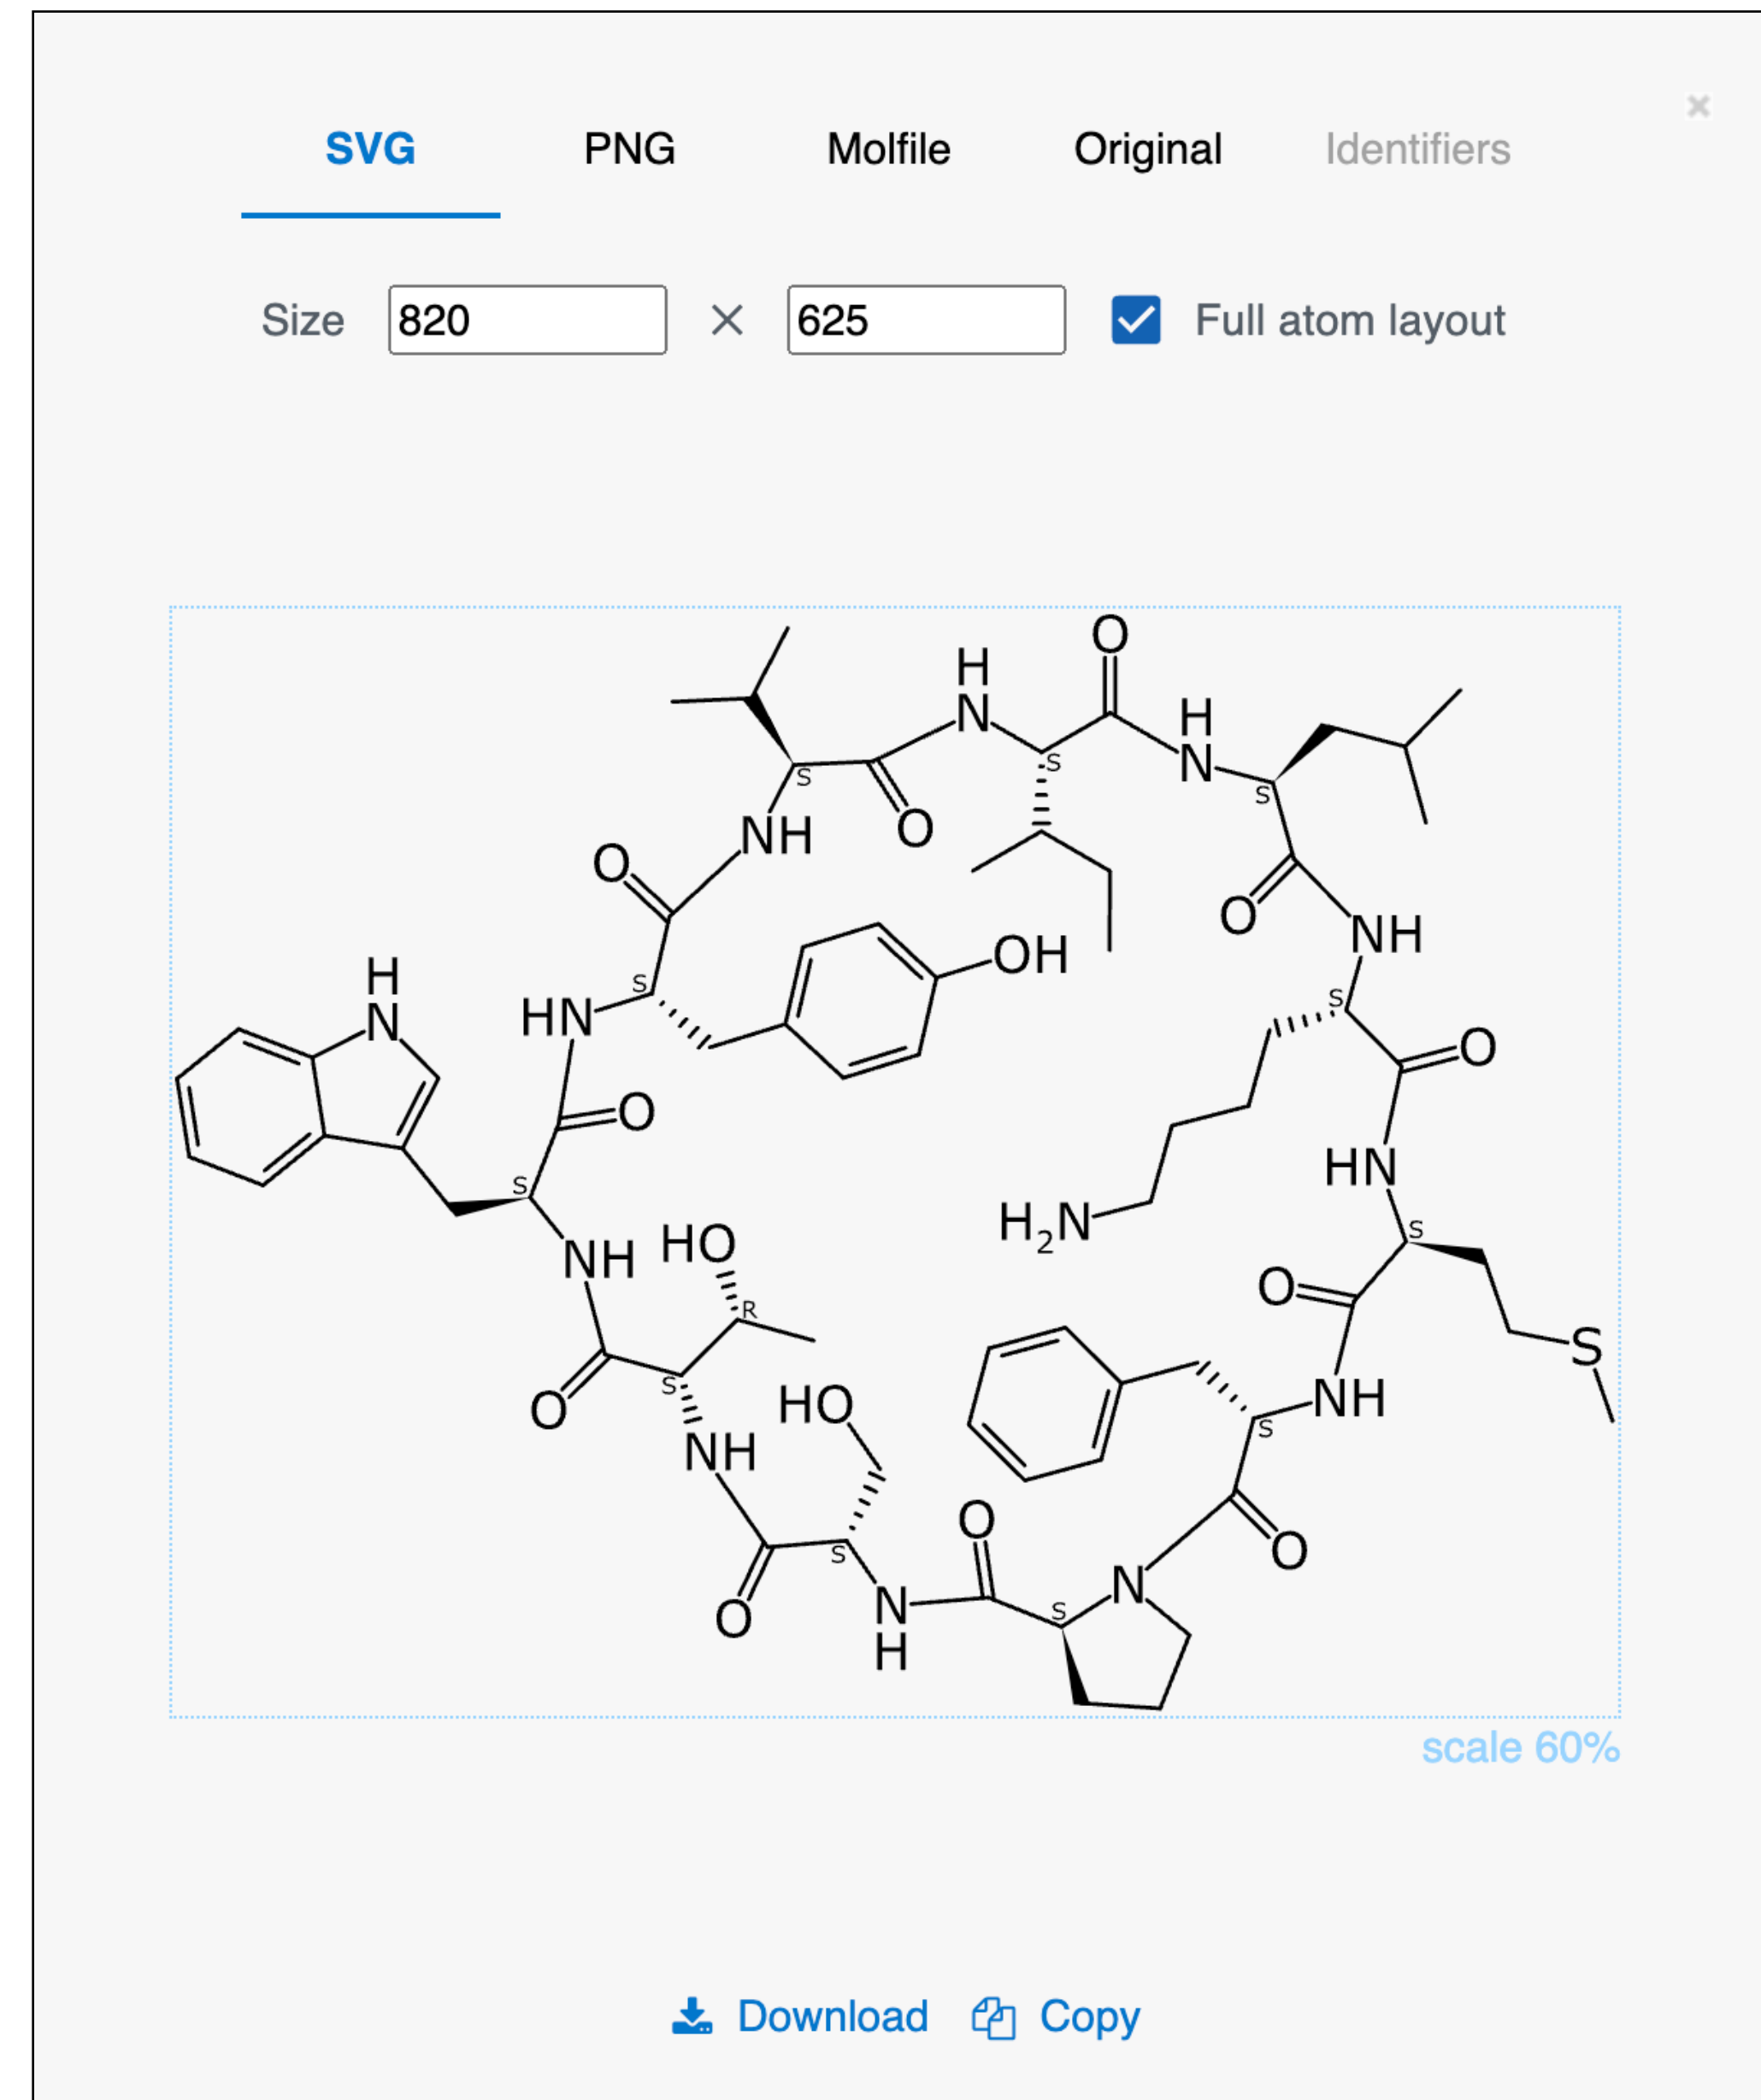 SVG PNG Molfile Original Identifiers ×
Size 820 × 625 Full atom layout
O
H
N
H
N
S
S
S
NH
O
O
O
NH
OH
H
N
HN
S
S
O
O
HN
S
H₂N
S
NH
HO
O
R
S
S
O
HO
NH
S
NH
O
O
N
S
S
O
N
H
scale 60%
Download Copy